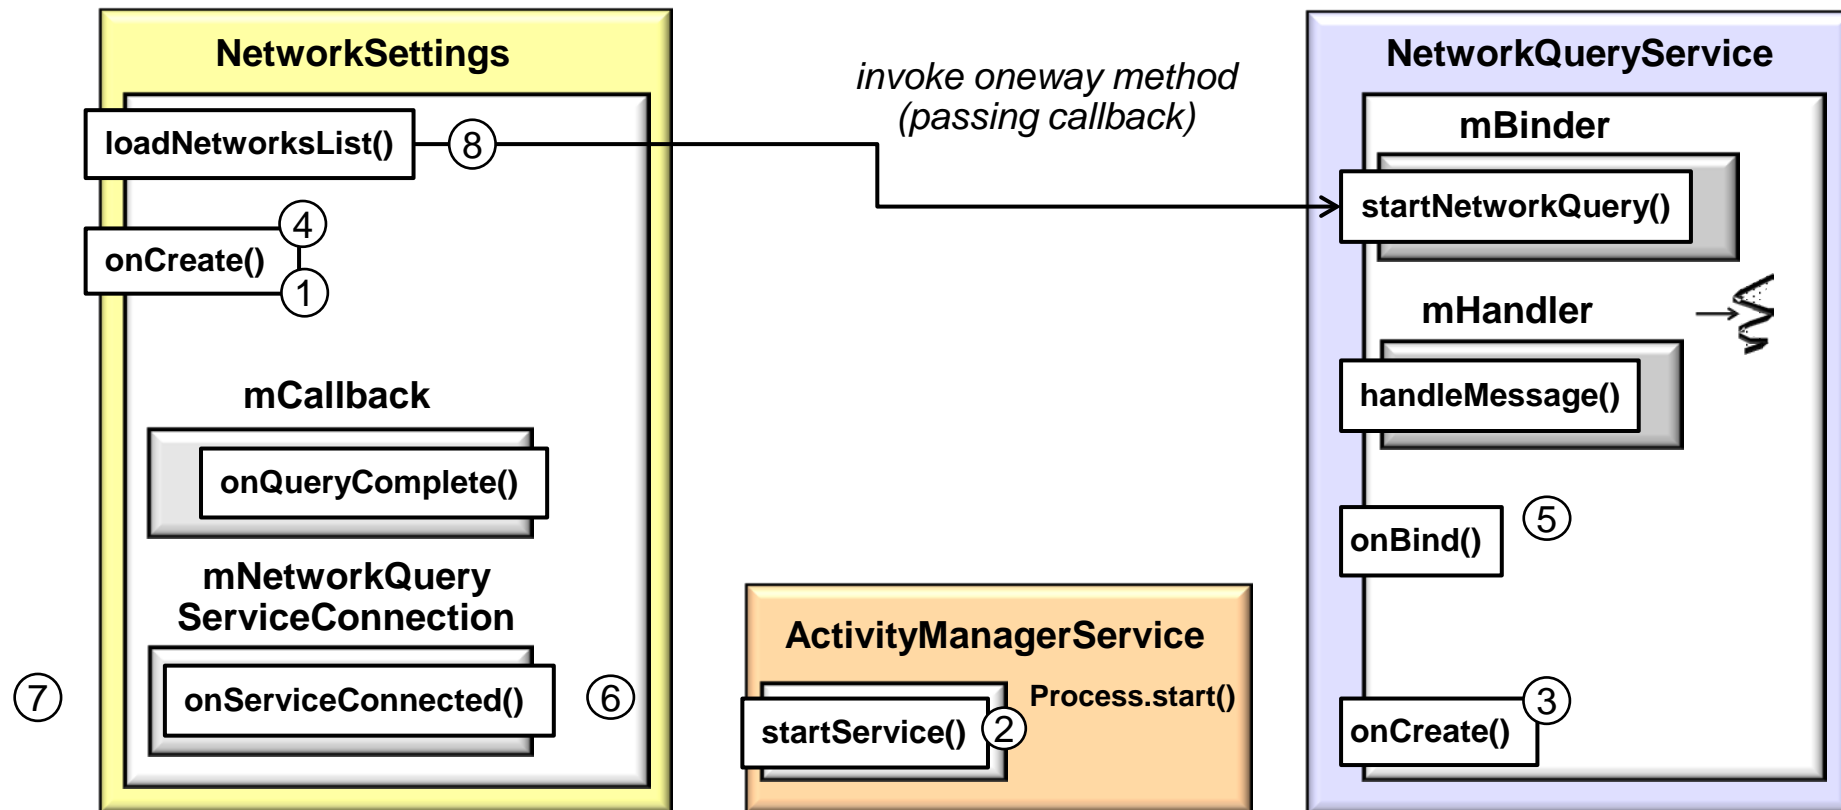 NetworkSettings
loadNetworksList()
8
4
onCreate()
1
mCallback
onQueryComplete()
mNetworkQuery
ServiceConnection
7
onServiceConnected()
6
invoke oneway method
(passing callback)
ActivityManagerService
Process.start()
startService()
2
NetworkQueryService
mBinder
startNetworkQuery()
mHandler
handleMessage()
5
onBind()
3
onCreate()